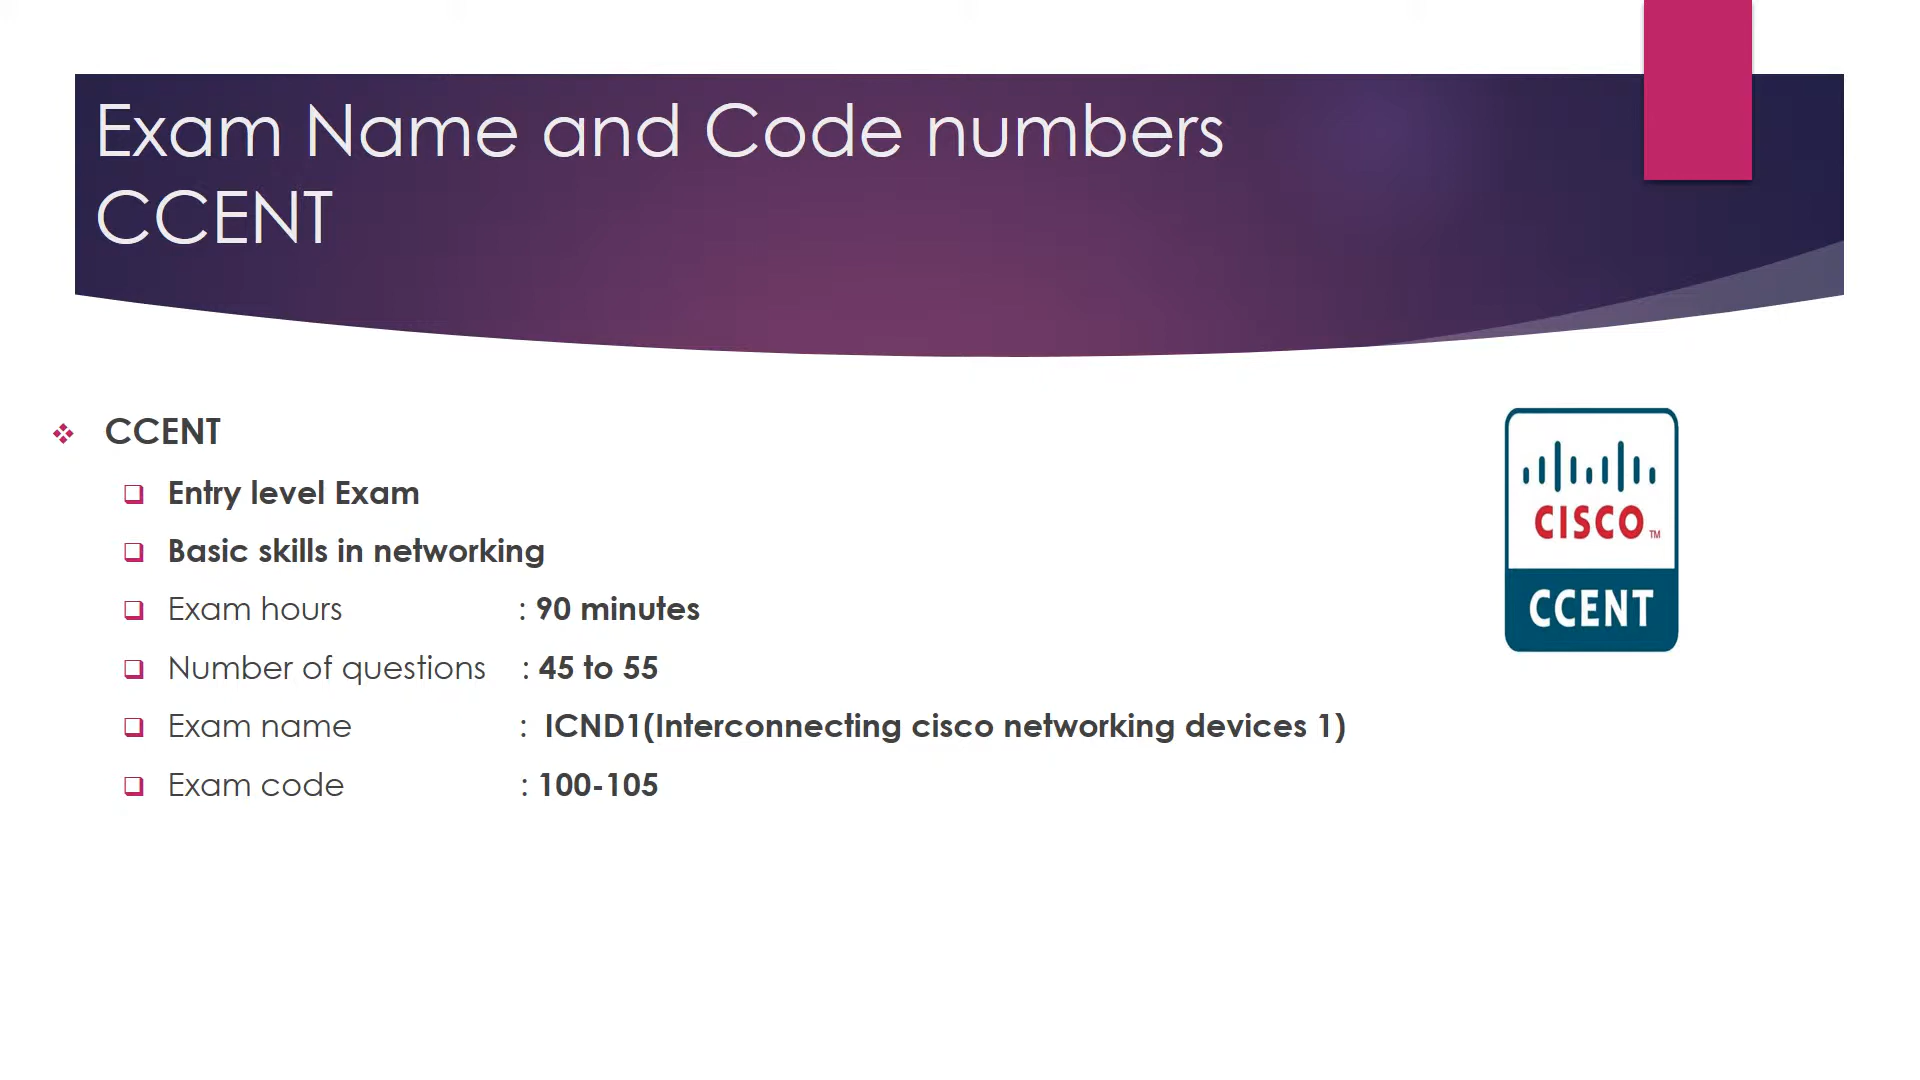 Exam Name and Code numbers
CCENT
CCENT
Entry level Exam
Basic skills in networking
Exam hours : 90 minutes
Number of questions : 45 to 55
Exam name : ICND1(Interconnecting cisco networking devices 1)
Exam code : 100-105
CISCO TM
CCENT